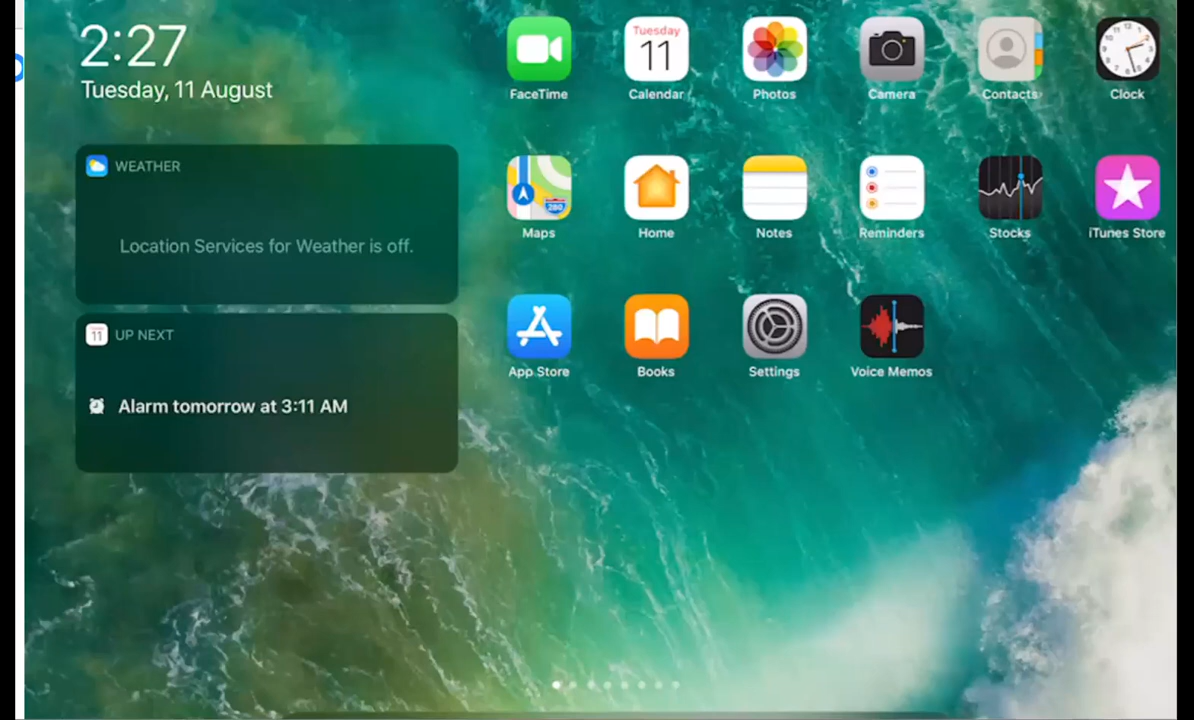 2:27
Tuesday, 11 August
WEATHER
Location Services for Weather is off.
11
UP NEXT
Alarm tomorrow at 3:11 AM
Tuesday
11
FaceTime
Calendar
Photos
Camera
Contacts
Clock
280
Maps
Home
Notes
Reminders
Stocks
iTunes Store
App Store
Books
Settings
Voice Memos